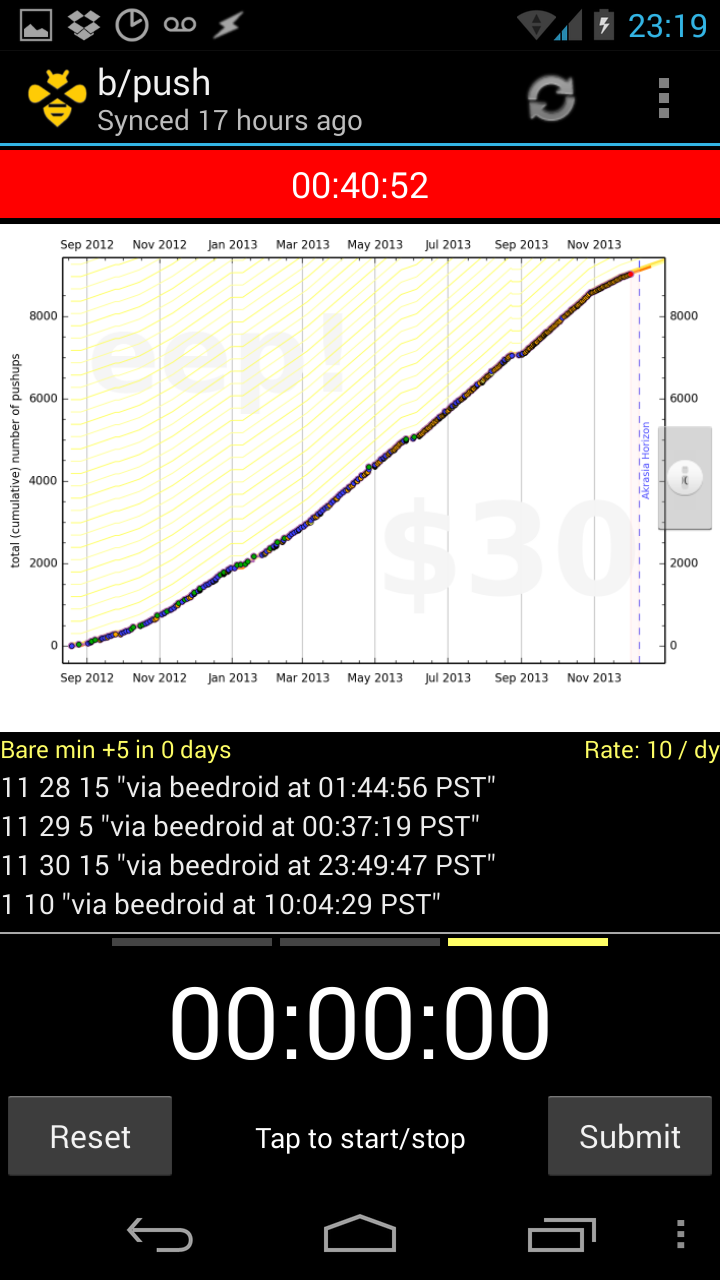 23:19
b/push
Synced 17 hours ago
00:40:52
Sep 2012 Nov 2012 Jan 2013 Mar 2013 May 2013 Jul 2013 Sep 2013 Nov 2013
eep!
$30
total (cumulative) number of pushups
8000 8000
6000 6000
4000 4000
2000 2000
0 0
Akrasia Horizon
Sep 2012 Nov 2012 Jan 2013 Mar 2013 May 2013 Jul 2013 Sep 2013 Nov 2013
Bare min +5 in 0 days Rate: 10 / dy
11 28 15 "via beedroid at 01:44:56 PST"
11 29 5 "via beedroid at 00:37:19 PST"
11 30 15 "via beedroid at 23:49:47 PST"
1 10 "via beedroid at 10:04:29 PST"
00:00:00
Reset Tap to start/stop Submit